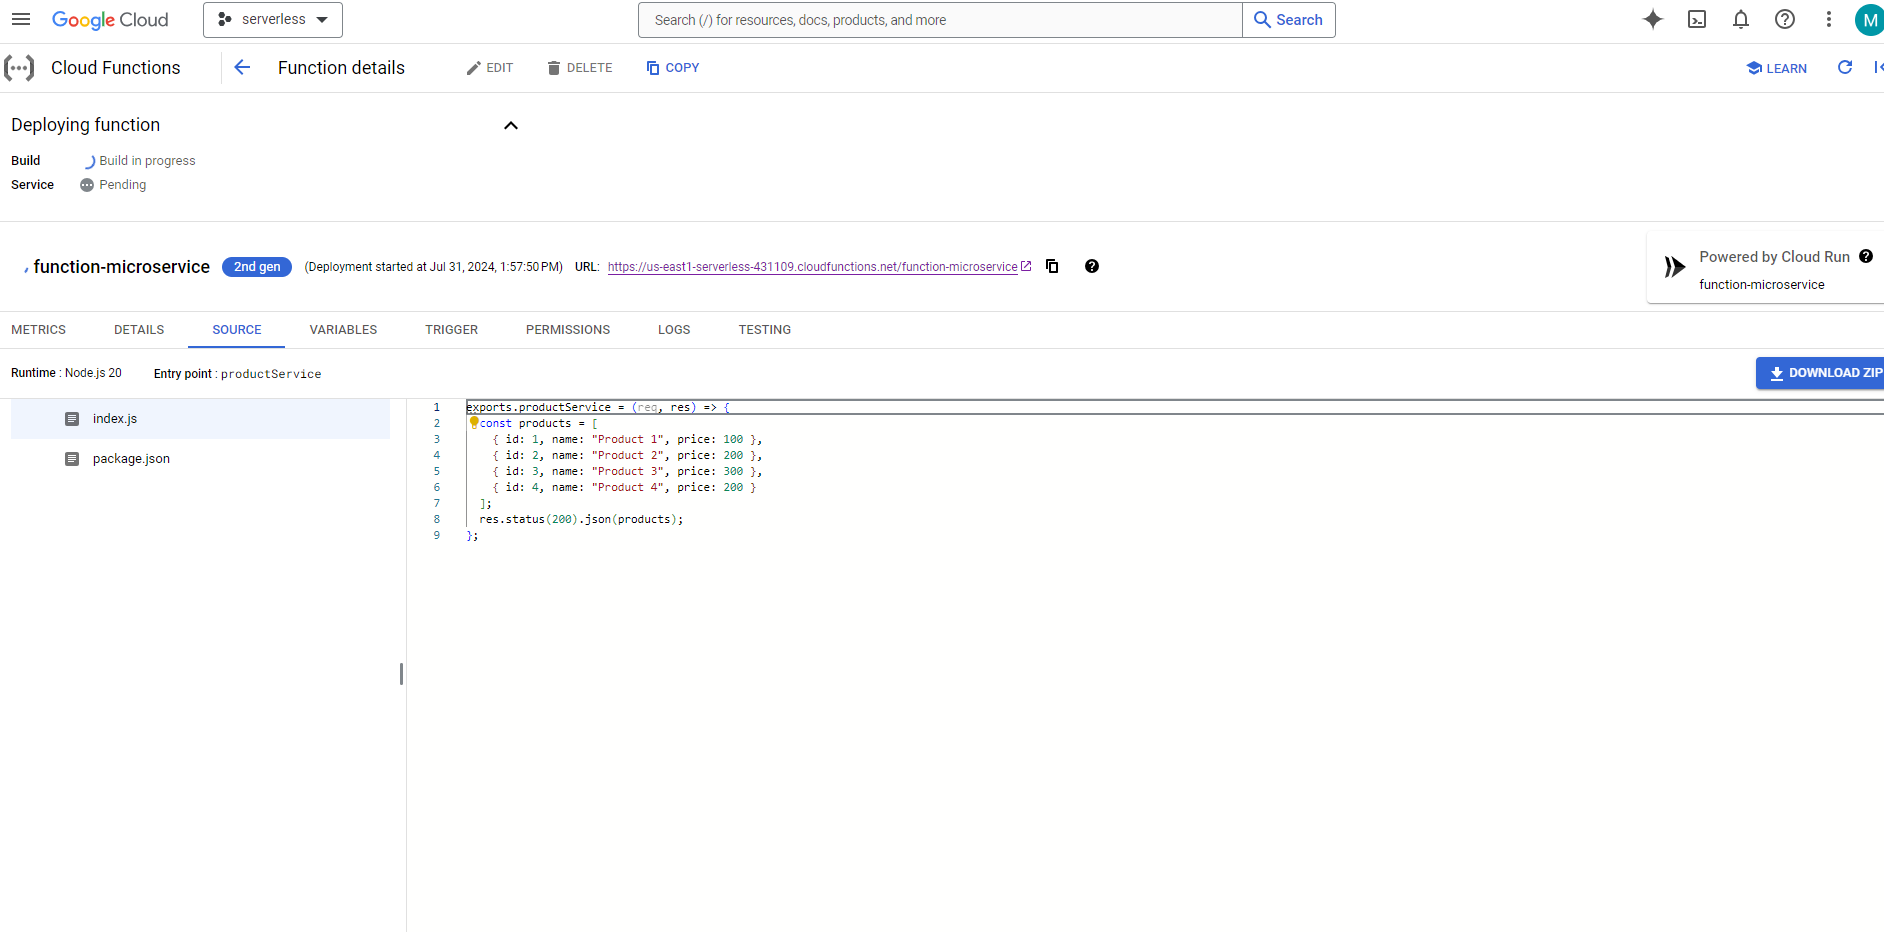 Google Cloud
serverless
Search (/) for resources, docs, products, and more
Search
M
Cloud Functions
Function details
EDIT
DELETE
COPY
LEARN
Deploying function
Build Build in progress
Service Pending
function-microservice 2nd gen (Deployment started at Jul 31, 2024, 1:57:50 PM) URL: https://us-east1-serverless-431109.cloudfunctions.net/function-microservice
Powered by Cloud Run
function-microservice
METRICS DETAILS SOURCE VARIABLES TRIGGER PERMISSIONS LOGS TESTING
Runtime : Node.js 20 Entry point : productService
DOWNLOAD ZIP
index.js
package.json
1 exports.productService = (req, res) => {
2 const products = [
3 { id: 1, name: "Product 1", price: 100 },
4 { id: 2, name: "Product 2", price: 200 },
5 { id: 3, name: "Product 3", price: 300 },
6 { id: 4, name: "Product 4", price: 200 }
7 ];
8 res.status(200).json(products);
9 };